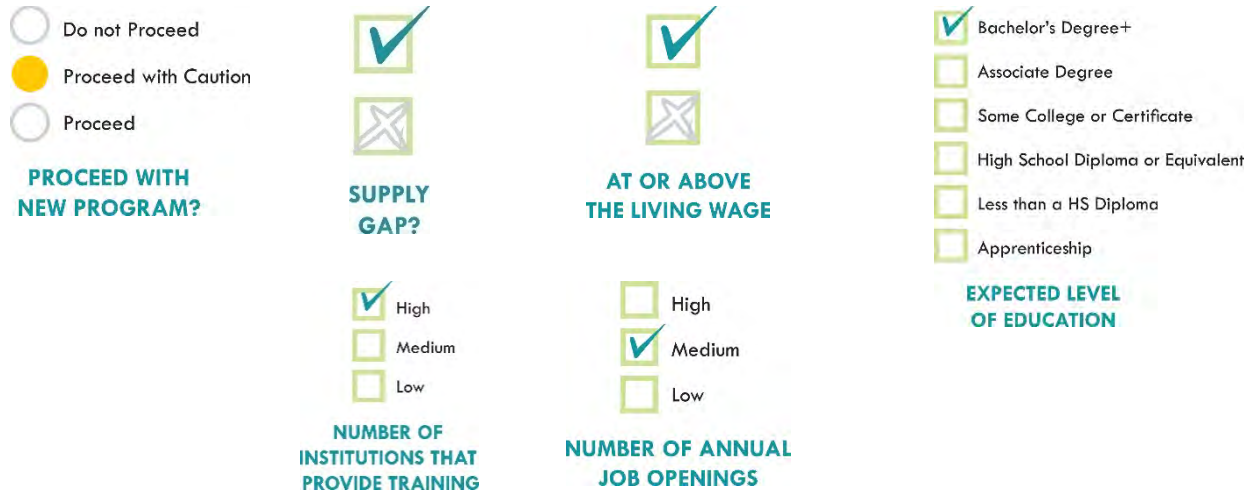 Do not Proceed
Proceed with Caution
Proceed
PROCEED WITH
NEW PROGRAM?
SUPPLY
GAP?
AT OR ABOVE
THE LIVING WAGE
Bachelor's Degree+
Associate Degree
Some College or Certificate
High School Diploma or Equivalent
Less than a HS Diploma
Apprenticeship
EXPECTED LEVEL
OF EDUCATION
High
Medium
Low
NUMBER OF
INSTITUTIONS THAT
PROVIDE TRAINING
High
Medium
Low
NUMBER OF ANNUAL
JOB OPENINGS